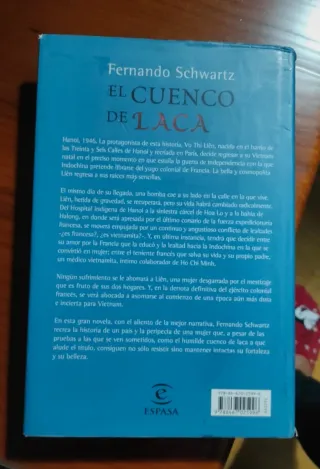 Fernando Schwartz
EL CUENCO
DE LACA
Hanoi, 1946. La protagonista de esta historia, Vo Thi Liên, nacida en el barrio de
los Treinta y Seis Calles de Hanoi y recriada en París, decide regresar a su Vietnam
natal en el preciso momento en que estalla la guerra de independencia con la que
Indochina pretende librarse del yugo colonial de Francia. La bella y cosmopolita
Liên regresa a sus raíces muy sencillas.
El mismo día de su llegada, una bomba cae a su lado en la calle en la que vive.
Liên, herida de gravedad, se recuperará, pero su vida habrá cambiado radicalmente.
Del Hospital Indígena de Hanoi a la siniestra cárcel de Hoa Lo y a la bahía de
Halong, en donde será apresada por el último corsario de la fuerza expedicionaria
francesa, se moverá empujada por un continuo y angustioso conflicto de lealtades
-¿es francesa?, ¿es vietnamita?-. Y, en última instancia, tendrá que decidir entre
su amor por la Francia que la educó y la lealtad hacia la Indochina en la que se
convirtió en mujer; entre el teniente francés que salva su vida y su propio padre,
un médico vietnamita, íntimo colaborador de Ho Chi Minh.
Ningún sufrimiento se le ahorrará a Liên, una mujer desgarrada por el mestizaje
que es fruto de sus dos hogares. Y, en la derrota definitiva del ejército colonial
francés, se verá abocada a asomarse al comienzo de una época aún más dura
e incierta para Vietnam.
En esta gran novela, con el aliento de la mejor narrativa, Fernando Schwartz
recrea la historia de un país y la peripecia de una mujer que, a pesar de las
pruebas a las que se ven sometidos, como el humilde cuenco de laca a que
alude el título, consiguen no sólo resistir sino mantener intactas su fortaleza
y su belleza.
E
ESPASA